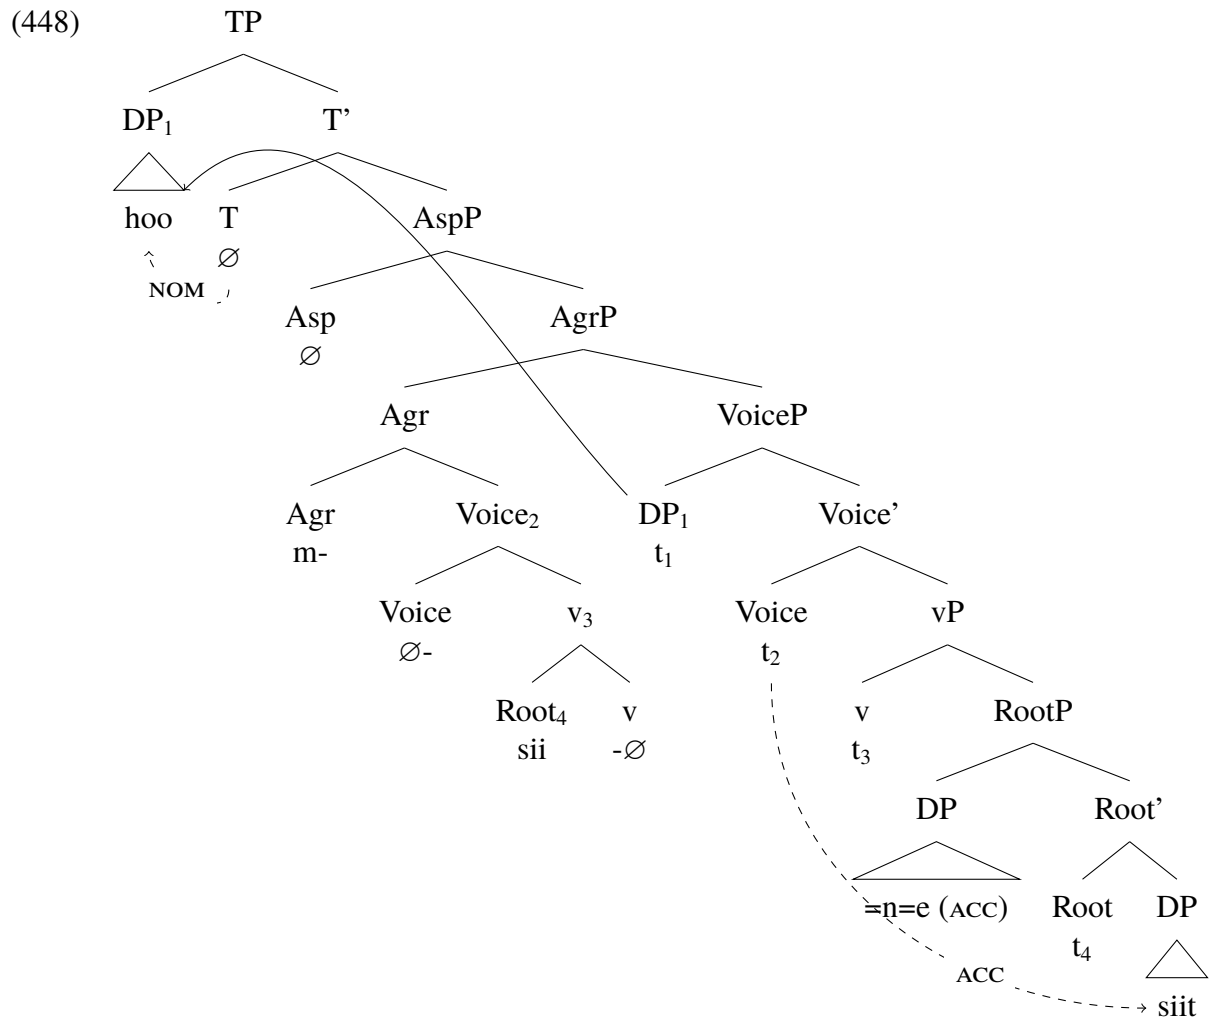 (448) TP
DP₁ T’
hoo T AspP
∅
NOM
Asp AgrP
∅
Agr VoiceP
Agr Voice₂ DP₁ Voice’
m- t₁
Voice v₃ Voice vP
∅- t₂
Root₄ v v RootP
sii -∅ t₃
DP Root’
=n=e (ACC) Root DP
t₄
ACC
siit